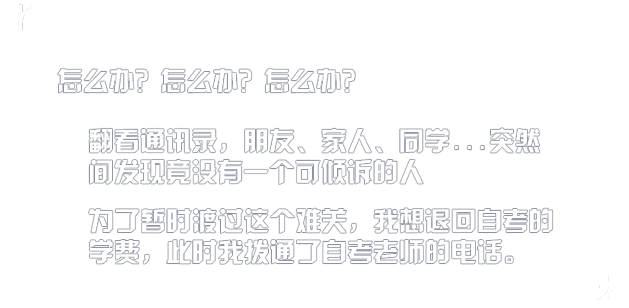 怎么办？怎么办？怎么办？
翻看通讯录，朋友、家人、同学...突然
间发现竟没有一个可倾诉的人
为了暂时渡过这个难关，我想退回自考的
学费，此时我拨通了自考老师的电话。